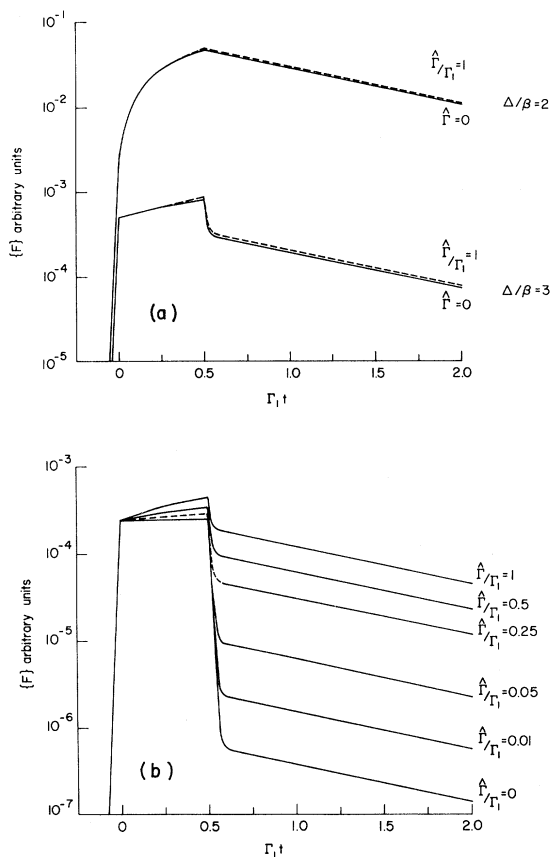 10⁻¹
10⁻²
10⁻³
10⁻⁴
10⁻⁵
{F} arbitrary units
Γ̂/Γ₁=1
Γ̂=0
Δ/β=2
Γ̂/Γ₁=1
Γ̂=0
Δ/β=3
(a)
0 0.5 1.0 1.5 2.0
Γ₁t
10⁻³
10⁻⁴
10⁻⁵
10⁻⁶
10⁻⁷
{F} arbitrary units
Γ̂/Γ₁=1
Γ̂/Γ₁=0.5
Γ̂/Γ₁=0.25
Γ̂/Γ₁=0.05
Γ̂/Γ₁=0.01
Γ̂/Γ₁=0
(b)
0 0.5 1.0 1.5 2.0
Γ₁t